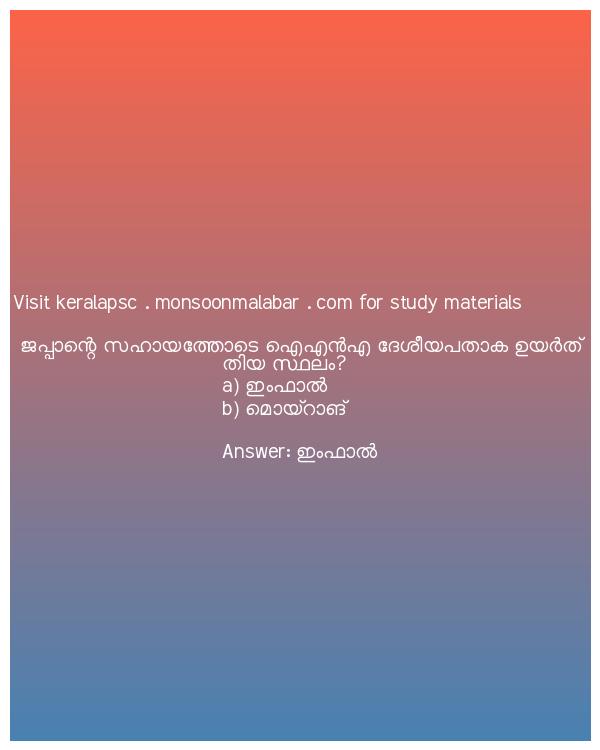 Visit keralapsc . monsoonmalabar . com for study materials
ജപ്പാന്റെ സഹായത്തോടെ ഐഎൻഎ ദേശീയപതാക ഉയർത്
തിയ സ്ഥലം?
a) ഇംഫാൽ
b) മൊയ്റാങ്
Answer: ഇംഫാൽ